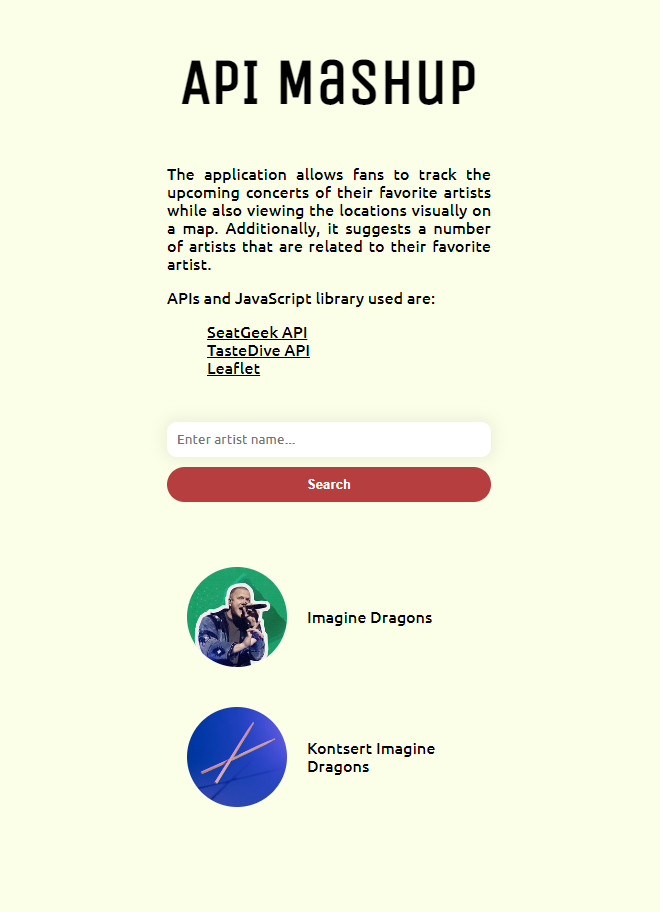 API MaSHUP
The application allows fans to track the
upcoming concerts of their favorite artists
while also viewing the locations visually on
a map. Additionally, it suggests a number
of artists that are related to their favorite
artist.
APIs and JavaScript library used are:
SeatGeek API
TasteDive API
Leaflet
Enter artist name...
Search
Imagine Dragons
Kontsert Imagine
Dragons